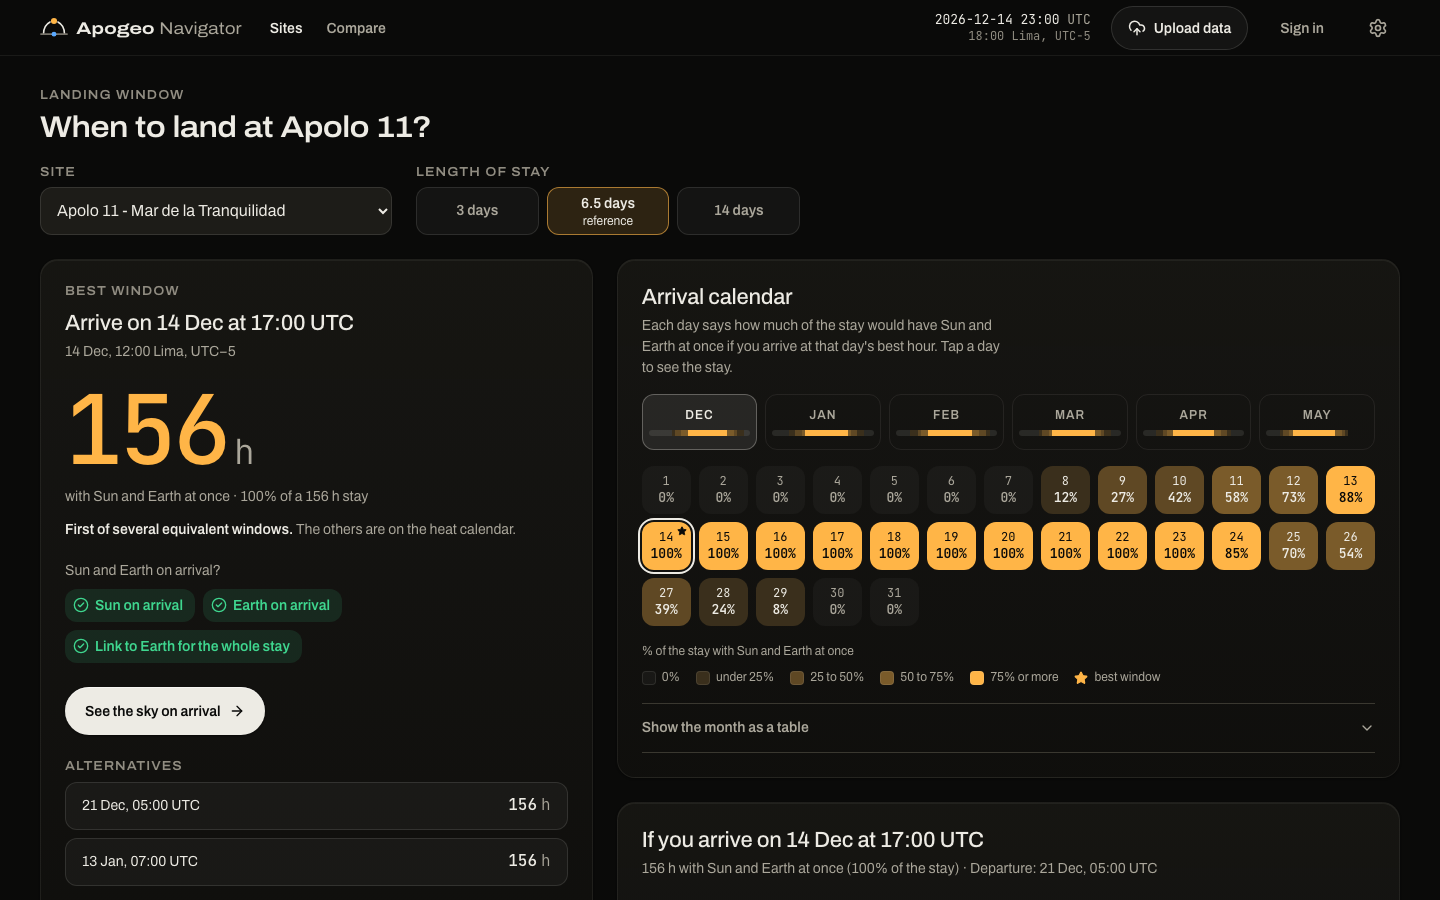 Apogeo Navigator
Sites
Compare
2026-12-14 23:00 UTC
18:00 Lima, UTC-5
Upload data
Sign in
LANDING WINDOW
When to land at Apolo 11?
SITE
LENGTH OF STAY
Apolo 11 - Mar de la Tranquilidad
3 days
6.5 days
reference
14 days
BEST WINDOW
Arrive on 14 Dec at 17:00 UTC
14 Dec, 12:00 Lima, UTC−5
156 h
with Sun and Earth at once · 100% of a 156 h stay
First of several equivalent windows. The others are on the heat calendar.
Sun and Earth on arrival?
Sun on arrival
Earth on arrival
Link to Earth for the whole stay
See the sky on arrival
ALTERNATIVES
21 Dec, 05:00 UTC 156 h
13 Jan, 07:00 UTC 156 h
Arrival calendar
Each day says how much of the stay would have Sun and
Earth at once if you arrive at that day's best hour. Tap a day
to see the stay.
DEC JAN FEB MAR APR MAY
1 2 3 4 5 6 7 8 9 10 11 12 13
0% 0% 0% 0% 0% 0% 0% 12% 27% 42% 58% 73% 88%
14 15 16 17 18 19 20 21 22 23 24 25 26
100% 100% 100% 100% 100% 100% 100% 100% 100% 100% 85% 70% 54%
27 28 29 30 31
39% 24% 8% 0% 0%
% of the stay with Sun and Earth at once
0% under 25% 25 to 50% 50 to 75% 75% or more best window
Show the month as a table
If you arrive on 14 Dec at 17:00 UTC
156 h with Sun and Earth at once (100% of the stay) · Departure: 21 Dec, 05:00 UTC